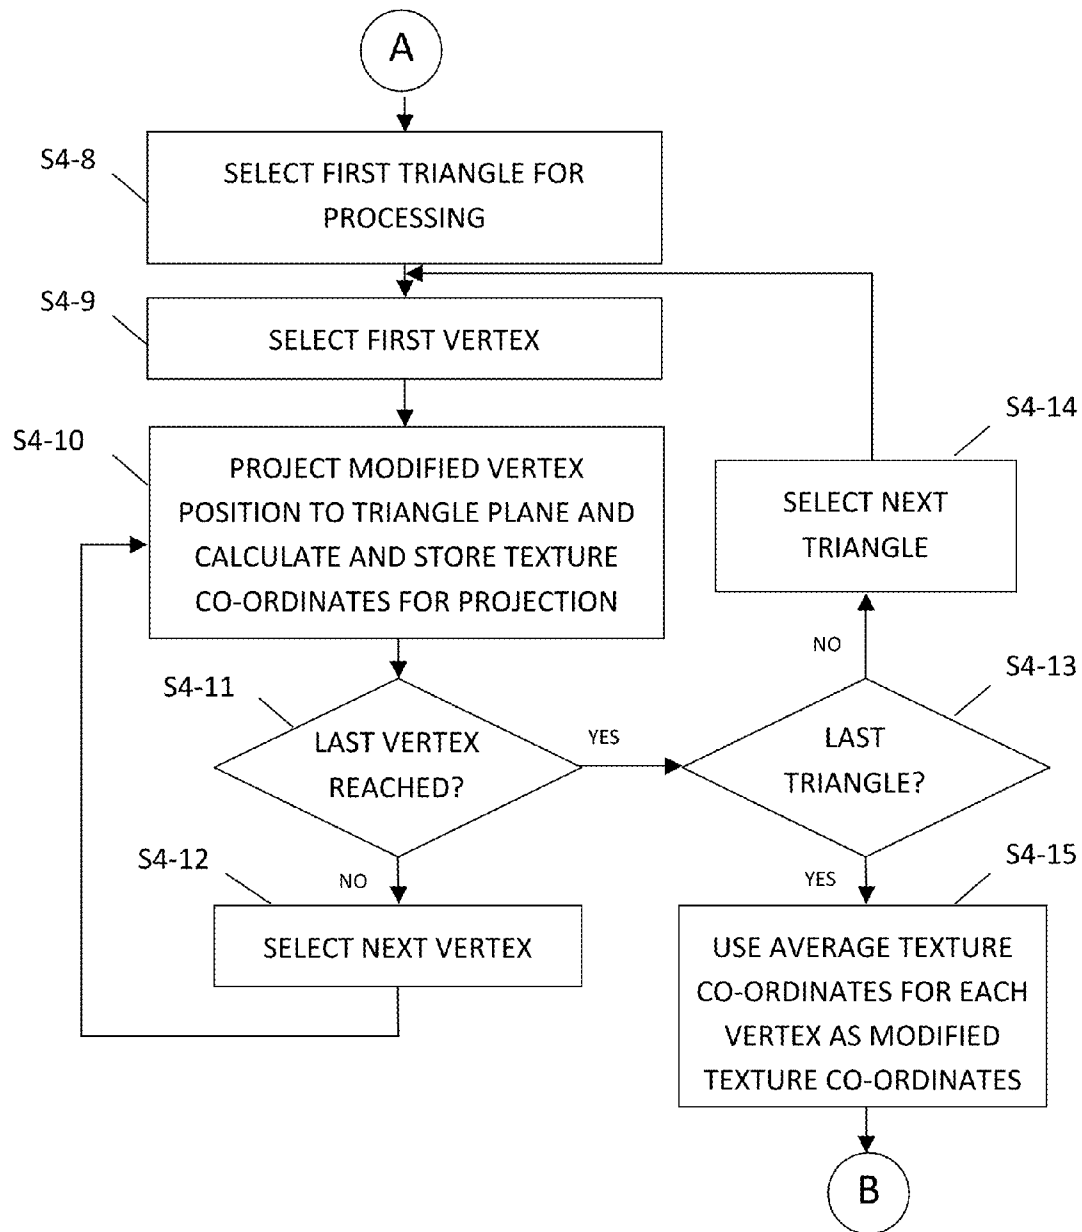 A
S4-8
SELECT FIRST TRIANGLE FOR
PROCESSING
S4-9
SELECT FIRST VERTEX
S4-10
PROJECT MODIFIED VERTEX
POSITION TO TRIANGLE PLANE AND
CALCULATE AND STORE TEXTURE
CO-ORDINATES FOR PROJECTION
S4-14
SELECT NEXT
TRIANGLE
NO
S4-11
LAST VERTEX
REACHED?
YES
S4-13
LAST
TRIANGLE?
S4-12
NO
SELECT NEXT VERTEX
YES
S4-15
USE AVERAGE TEXTURE
CO-ORDINATES FOR EACH
VERTEX AS MODIFIED
TEXTURE CO-ORDINATES
B